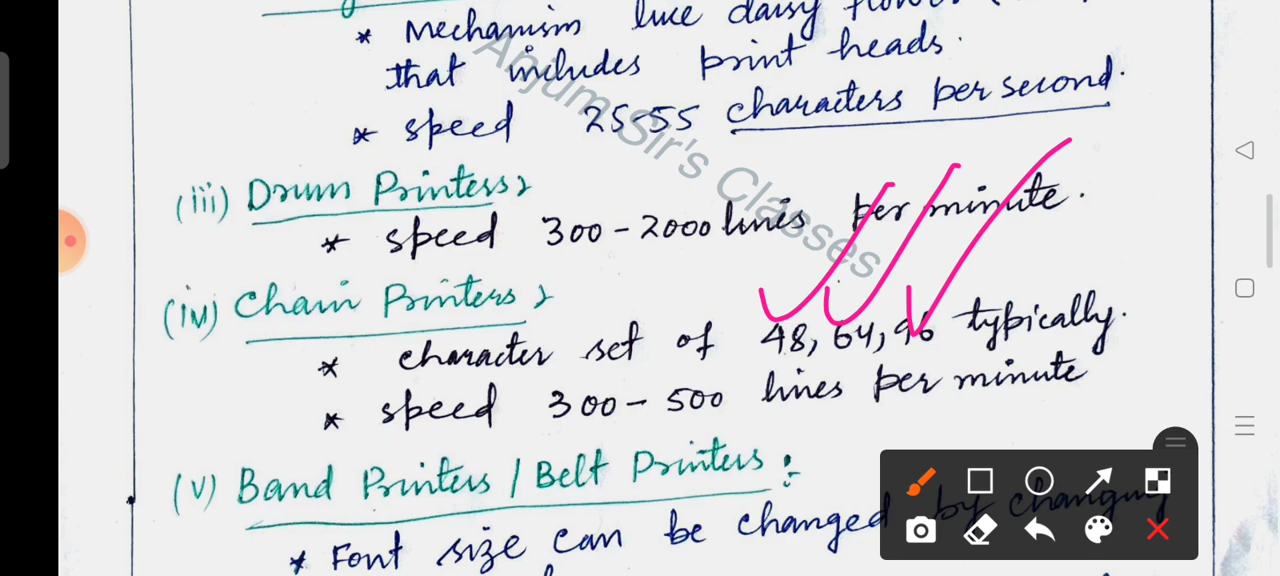 * Mechanism like daisy flower
that includes print heads.
* speed 25-55 characters per second.
(iii) Drum Printers
* speed 300-2000 lines per minute.
(iv) Chain Printers
* character set of 48, 64, 96 typically.
* speed 300-500 lines per minute
(v) Band Printers / Belt Printers :-
* Font size can be changed by changing
Anjum Sir's Classes